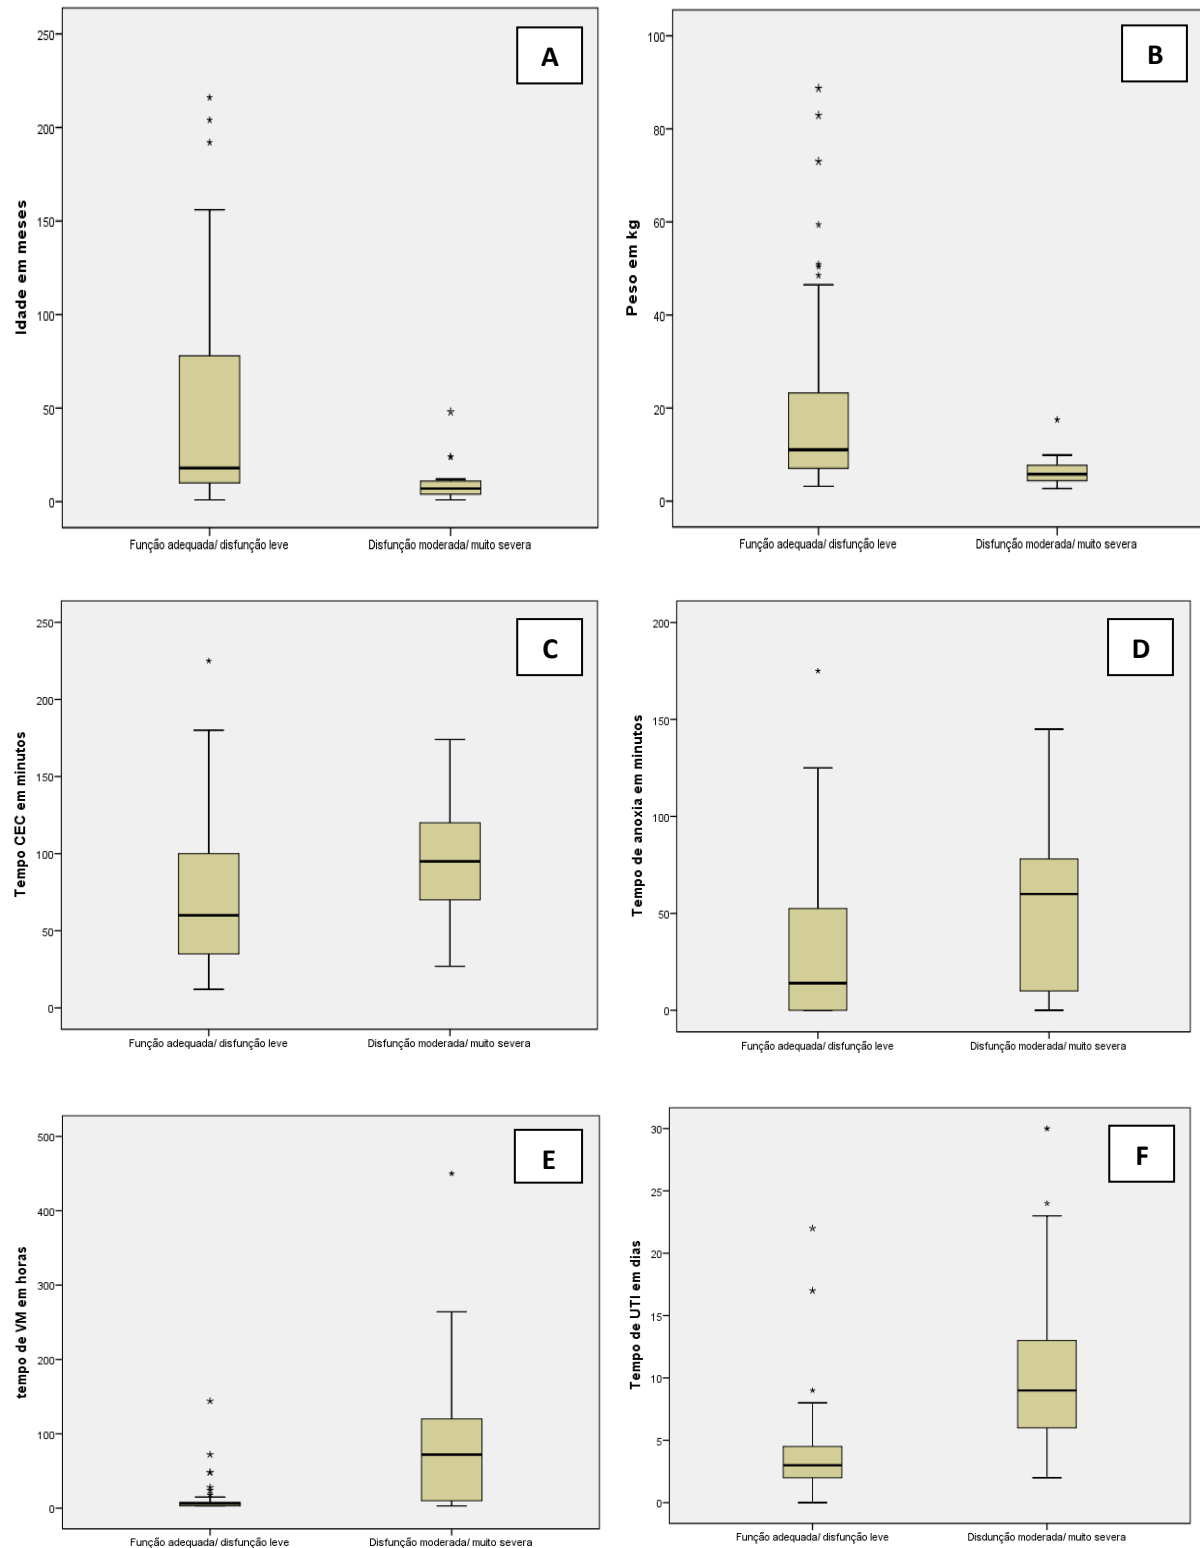 A
Idade em meses
250
200
150
100
50
0
Função adequada/ disfunção leve
Disfunção moderada/ muito severa
B
Peso em kg
100
80
60
40
20
0
Função adequada/ disfunção leve
Disfunção moderada/ muito severa
C
Tempo CEC em minutos
250
200
150
100
50
0
Função adequada/ disfunção leve
Disfunção moderada/ muito severa
D
Tempo de anoxia em minutos
200
150
100
50
0
Função adequada/ disfunção leve
Disfunção moderada/ muito severa
E
tempo de VM em horas
500
400
300
200
100
0
Função adequada/ disfunção leve
Disfunção moderada/ muito severa
F
Tempo de UTI em dias
30
25
20
15
10
5
0
Função adequada/ disfunção leve
Disdunção moderada/ muito severa